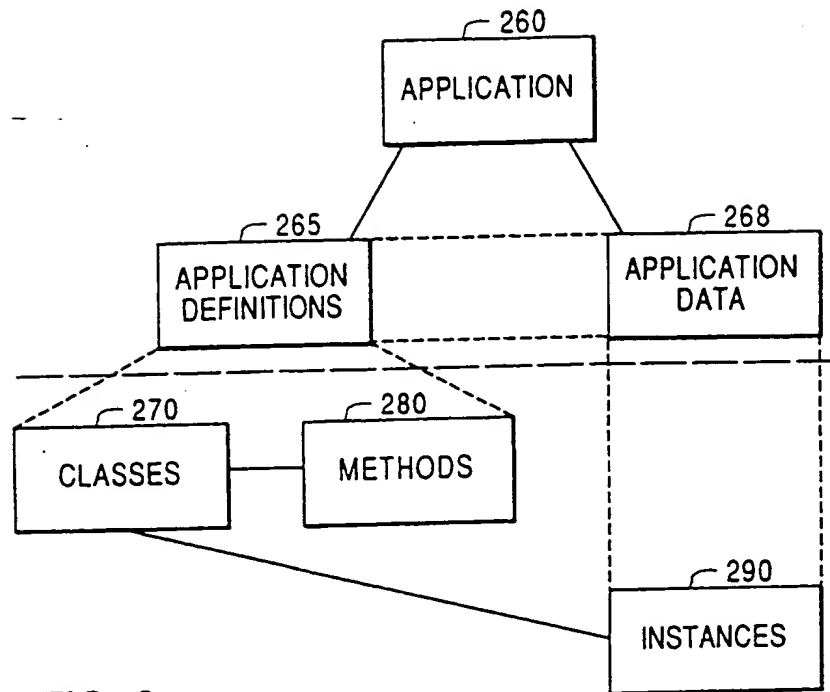 260
APPLICATION
265
APPLICATION
DEFINITIONS
268
APPLICATION
DATA
270
CLASSES
280
METHODS
290
INSTANCES